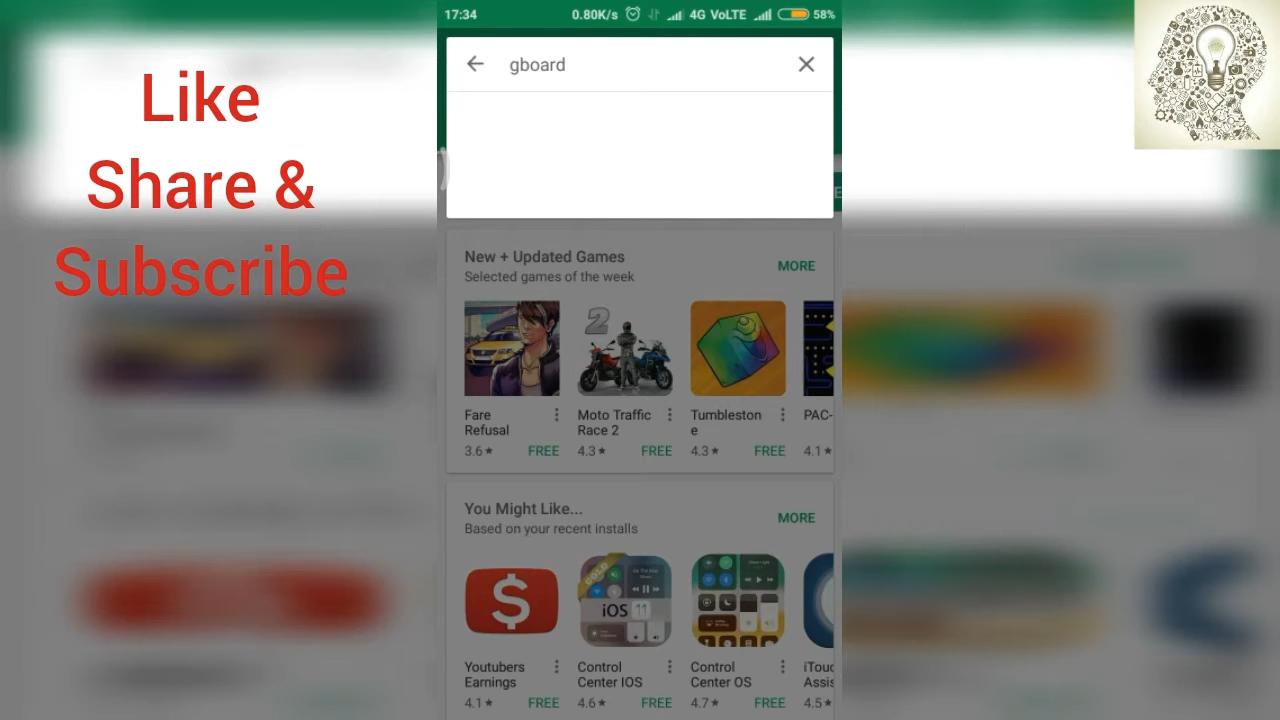 Like
Share &
Subscribe
17:34 0.80K/s 4G VoLTE 58%
gboard
New + Updated Games
Selected games of the week
MORE
2
Fare Refusal
3.6★ FREE
Moto Traffic Race 2
4.3★ FREE
Tumblestone
4.3★ FREE
PAC-
4.1★
You Might Like...
Based on your recent installs
MORE
$
GOLD
iOS 11
Youtubers Earnings
4.1★ FREE
Control Center IOS
4.6★ FREE
Control Center OS
4.7★ FREE
iTouc
Assis
4.5★